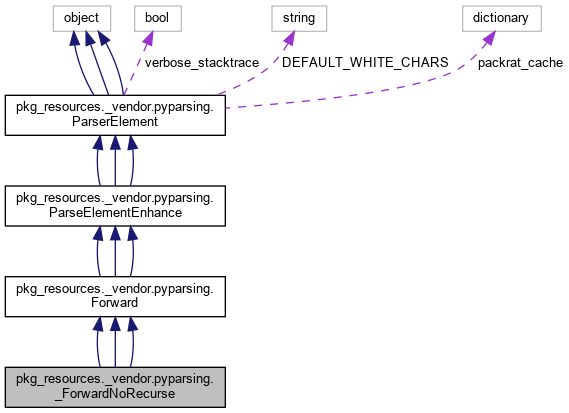 object
bool
string
dictionary
verbose_stacktrace
DEFAULT_WHITE_CHARS
packrat_cache
pkg_resources._vendor.pyparsing.
ParserElement
pkg_resources._vendor.pyparsing.
ParseElementEnhance
pkg_resources._vendor.pyparsing.
Forward
pkg_resources._vendor.pyparsing.
_ForwardNoRecurse